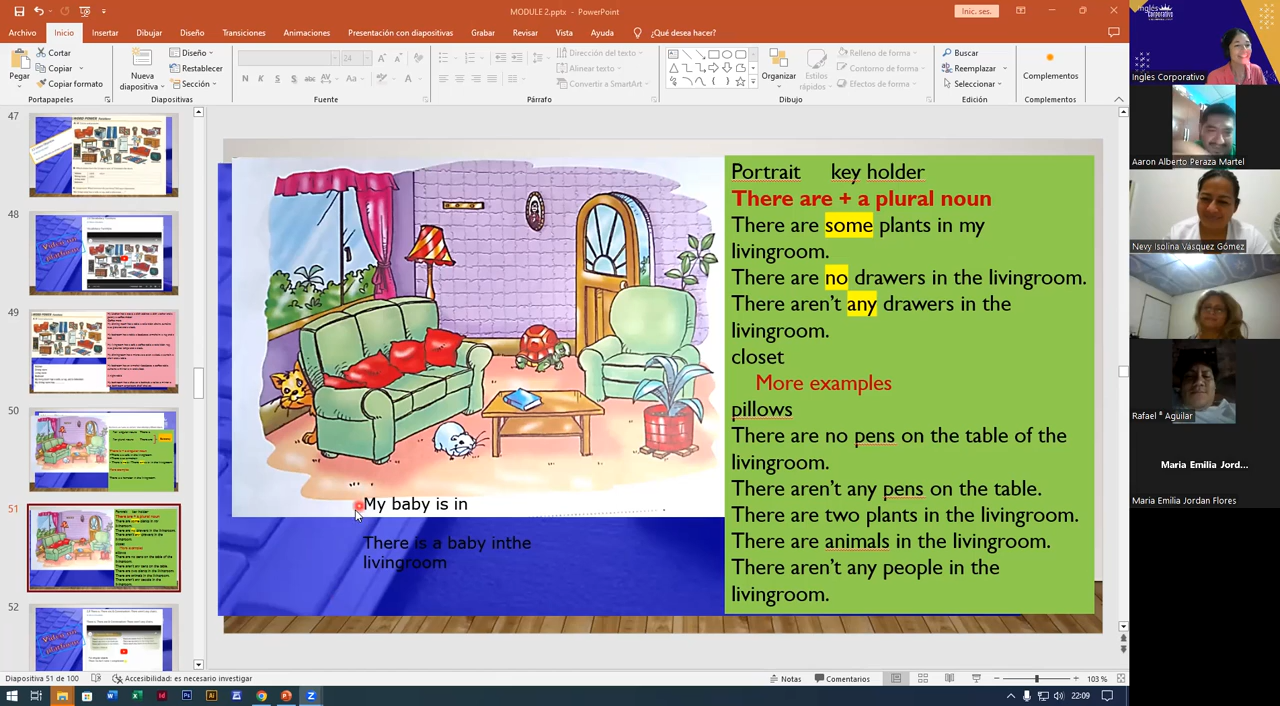 MODULE 2.pptx - PowerPoint
Inic. ses.
Archivo Inicio Insertar Dibujar Diseño Transiciones Animaciones Presentación con diapositivas Grabar Revisar Vista Ayuda ¿Qué desea hacer?
Pegar
Cortar
Copiar
Copiar formato
Portapapeles
Nueva
diapositiva
Diseño
Restablecer
Sección
Diapositivas
Fuente
Dirección del texto
Alinear texto
Convertir a SmartArt
Párrafo
Organizar
Estilos
rápidos
Relleno de forma
Contorno de forma
Efectos de forma
Dibujo
Buscar
Reemplazar
Seleccionar
Edición
Complementos
Complementos
47
48
49
50
51
52
Portrait key holder
There are + a plural noun
There are some plants in my
livingroom.
There are no drawers in the livingroom.
There aren't any drawers in the
livingroom.
closet
More examples
pillows
There are no pens on the table of the
livingroom.
There aren't any pens on the table.
There are two plants in the livingroom.
There are animals in the livingroom.
There aren't any people in the
livingroom.
My baby is in
There is a baby inthe
livingroom
Diapositiva 51 de 100
Accesibilidad: es necesario investigar
Notas
Comentarios
103 %
22:09
Inglés
Corporativo
Ingles Corporativo
Aaron Alberto Peraza Martel
Nevy Isolina Vásquez Gómez
Rafael * Aguilar
Maria Emilia Jord...
Maria Emilia Jordan Flores